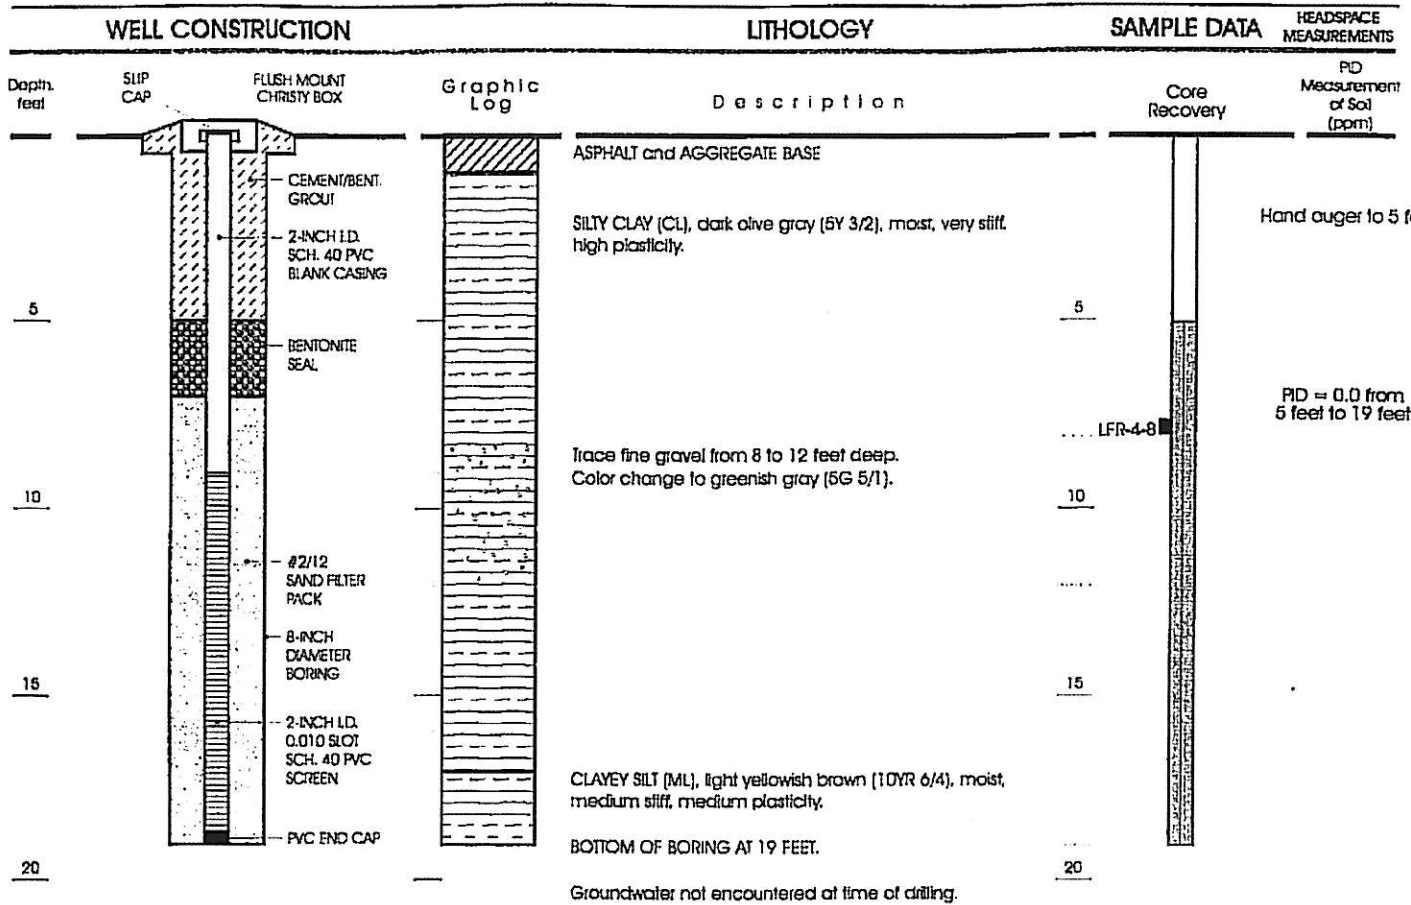 WELL CONSTRUCTION
LITHOLOGY
SAMPLE DATA
HEADSPACE
MEASUREMENTS
Depth,
feet
SLIP
CAP
FLUSH MOUNT
CHRISTY BOX
Graphic
Log
Description
Core
Recovery
PID
Measurement
of Soil
(ppm)
CEMENT/BENT.
GROUT
2-INCH I.D.
SCH. 40 PVC
BLANK CASING
5
BENTONITE
SEAL
10
#2/12
SAND FILTER
PACK
8-INCH
DIAMETER
BORING
15
2-INCH I.D.
0.010 SLOT
SCH. 40 PVC
SCREEN
PVC END CAP
20
ASPHALT and AGGREGATE BASE
SILTY CLAY (CL), dark olive gray (5Y 3/2), moist, very stiff,
high plasticity.
Trace fine gravel from 8 to 12 feet deep.
Color change to greenish gray (5G 5/1).
CLAYEY SILT (ML), light yellowish brown (10YR 6/4), moist,
medium stiff, medium plasticity.
BOTTOM OF BORING AT 19 FEET.
Groundwater not encountered at time of drilling.
5
LFR-4-8
10
15
20
Hand auger to 5 f
PID = 0.0 from
5 feet to 19 feet